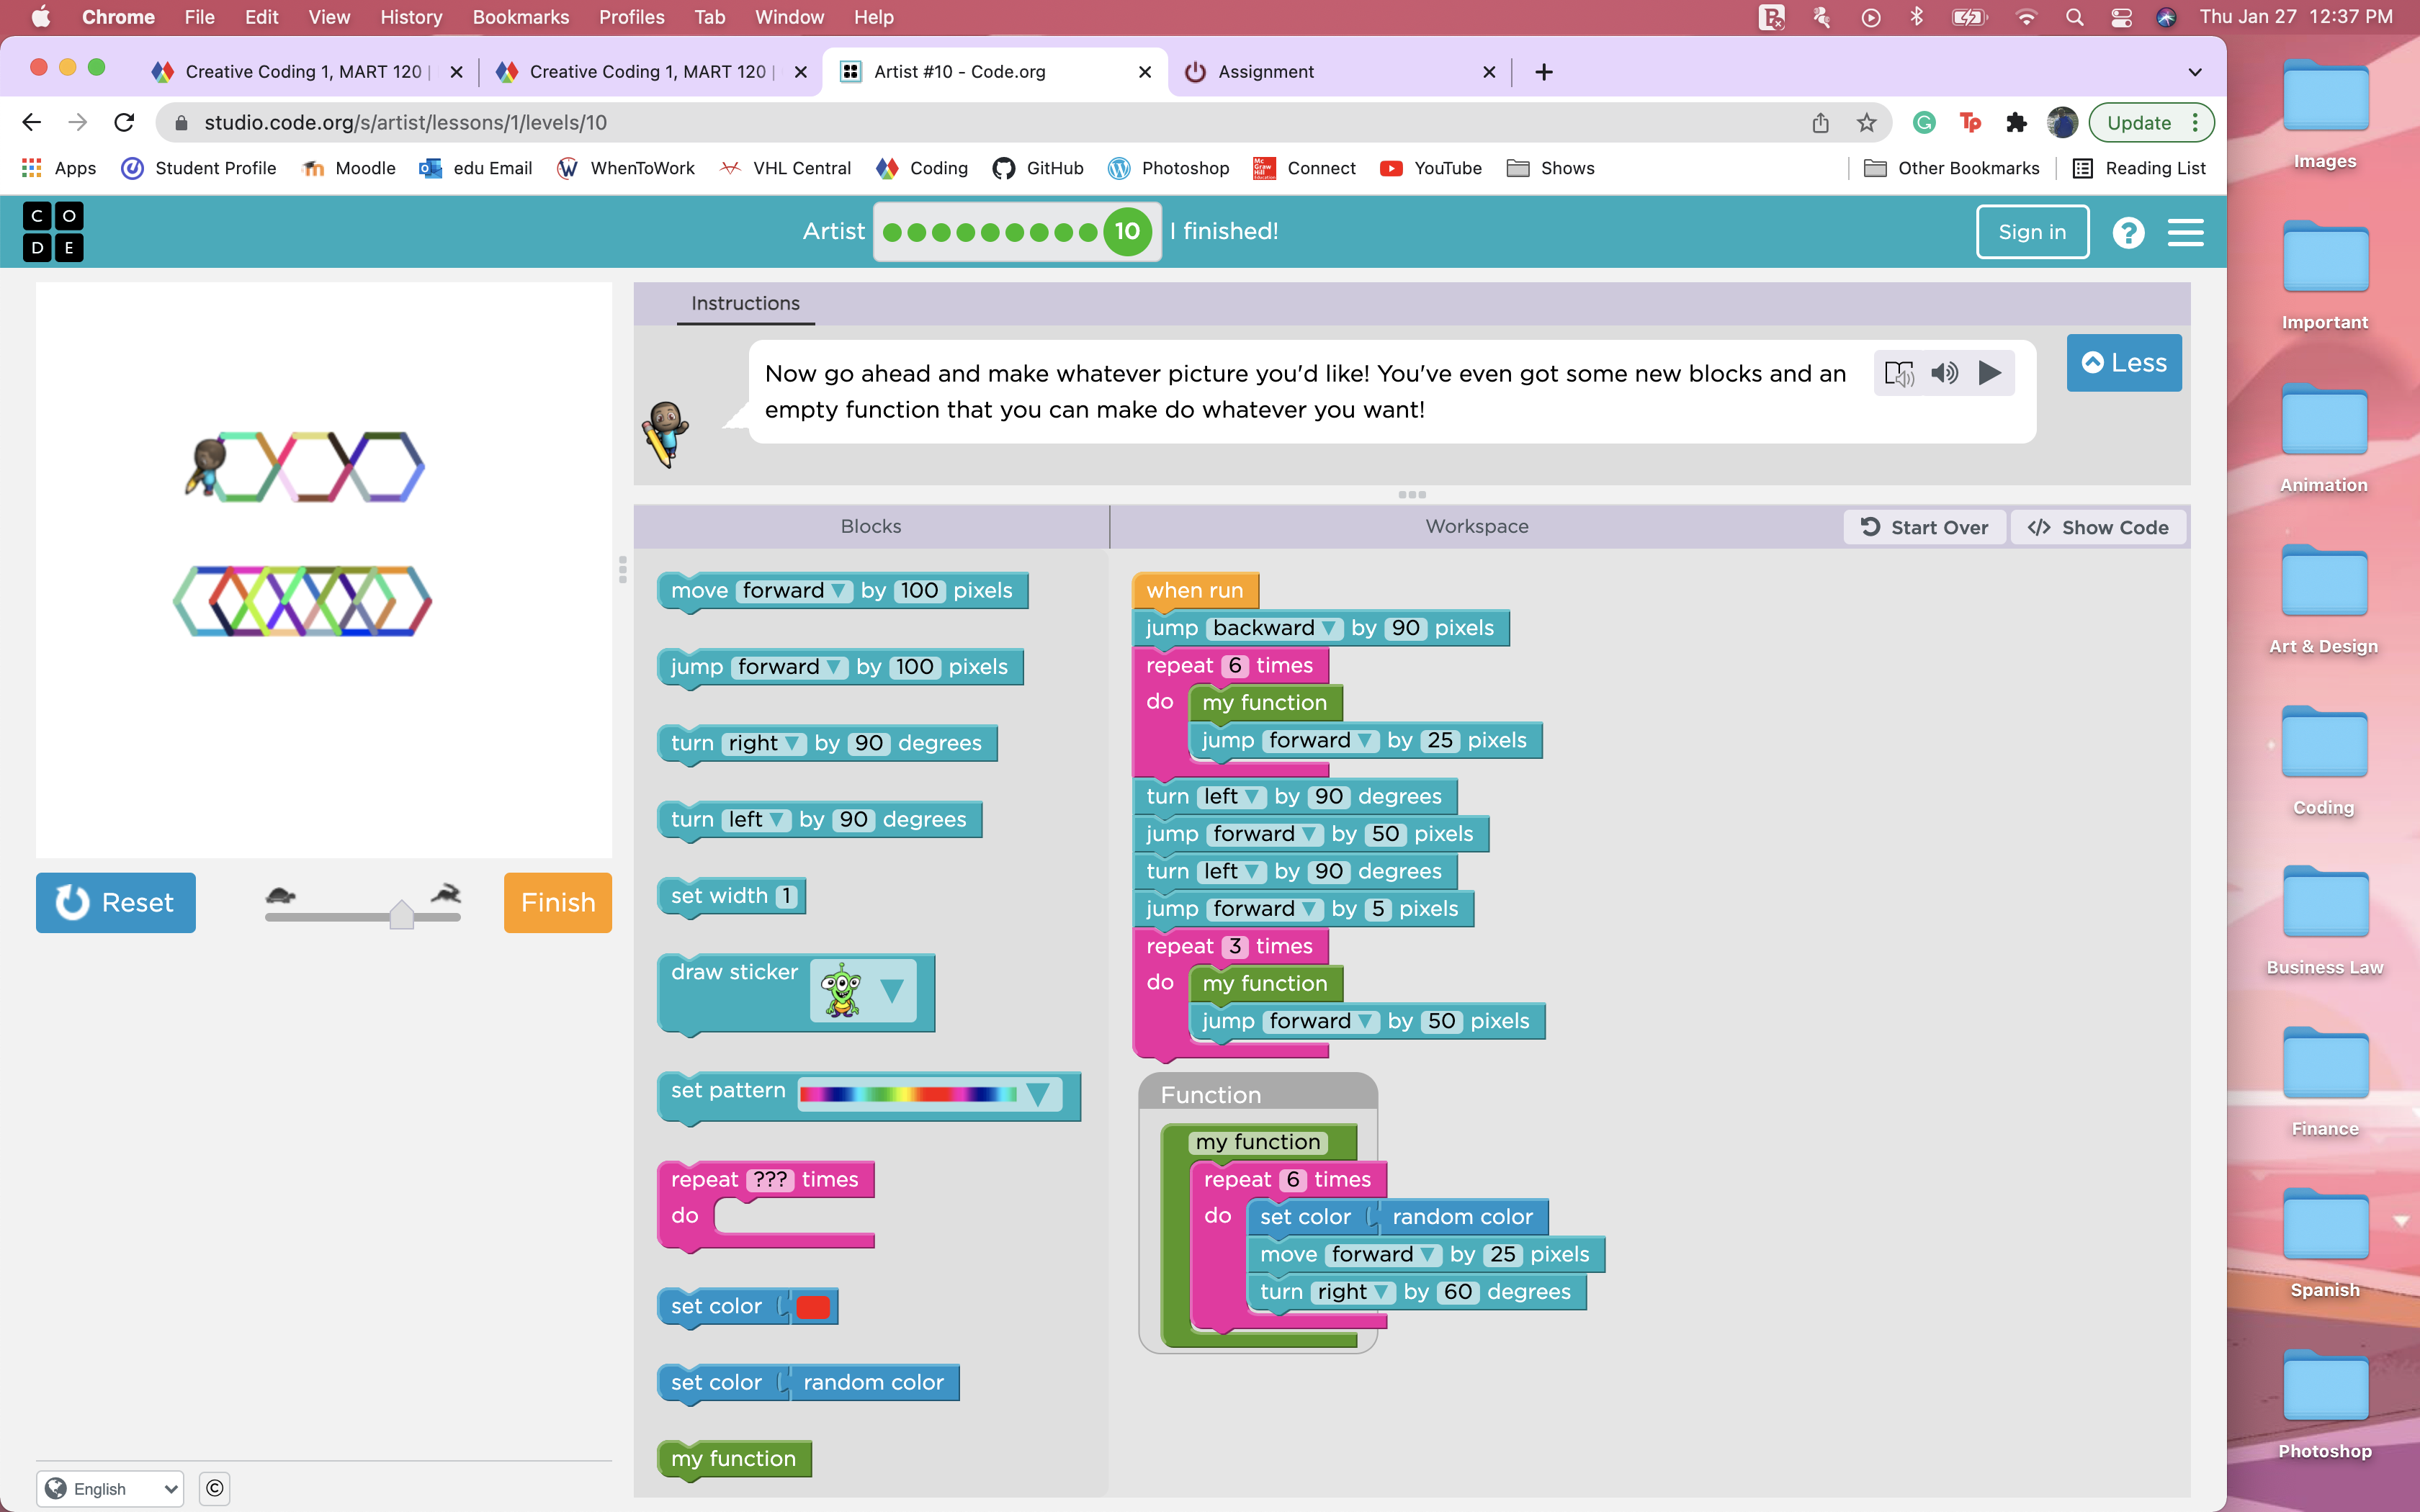 Chrome File Edit View History Bookmarks Profiles Tab Window Help Thu Jan 27 12:37 PM
Creative Coding 1, MART 120 | Creative Coding 1, MART 120 | Artist #10 - Code.org Assignment
studio.code.org/s/artist/lessons/1/levels/10 Tp Update
Apps Student Profile Moodle edu Email WhenToWork VHL Central Coding GitHub Photoshop Connect YouTube Shows Other Bookmarks Reading List
C O
D E
Artist 10 I finished! Sign in ?
Instructions
Now go ahead and make whatever picture you'd like! You've even got some new blocks and an
empty function that you can make do whatever you want!
Less
Blocks
Workspace
Start Over
</> Show Code
Reset
Finish
move forward by 100 pixels
jump forward by 100 pixels
turn right by 90 degrees
turn left by 90 degrees
set width 1
draw sticker
set pattern
repeat ??? times
do
set color
set color random color
my function
when run
jump backward by 90 pixels
repeat 6 times
do my function
jump forward by 25 pixels
turn left by 90 degrees
jump forward by 50 pixels
turn left by 90 degrees
jump forward by 5 pixels
repeat 3 times
do my function
jump forward by 50 pixels
Function
my function
repeat 6 times
do set color random color
move forward by 25 pixels
turn right by 60 degrees
English ©
Images
Important
Animation
Art & Design
Coding
Business Law
Finance
Spanish
Photoshop